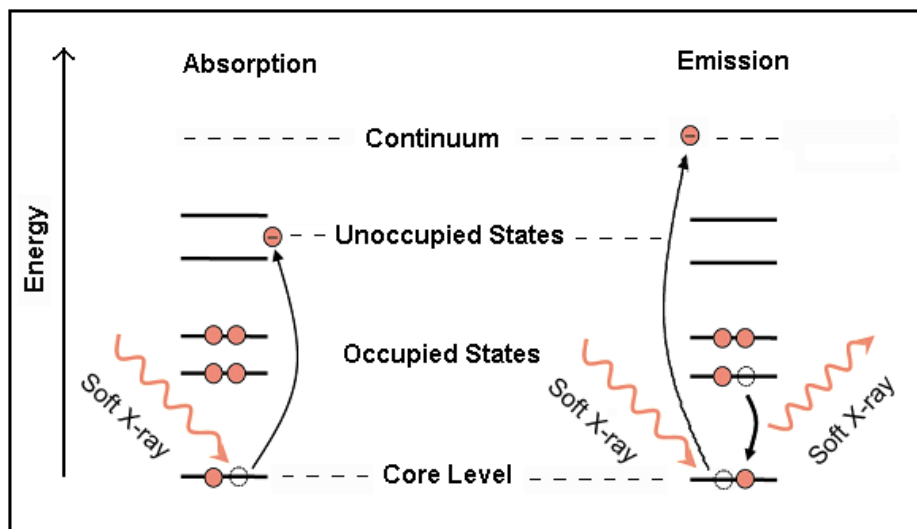 Absorption
Emission
Continuum
Unoccupied States
Energy
Occupied States
Soft X-ray
Soft X-ray
Soft X-ray
Core Level